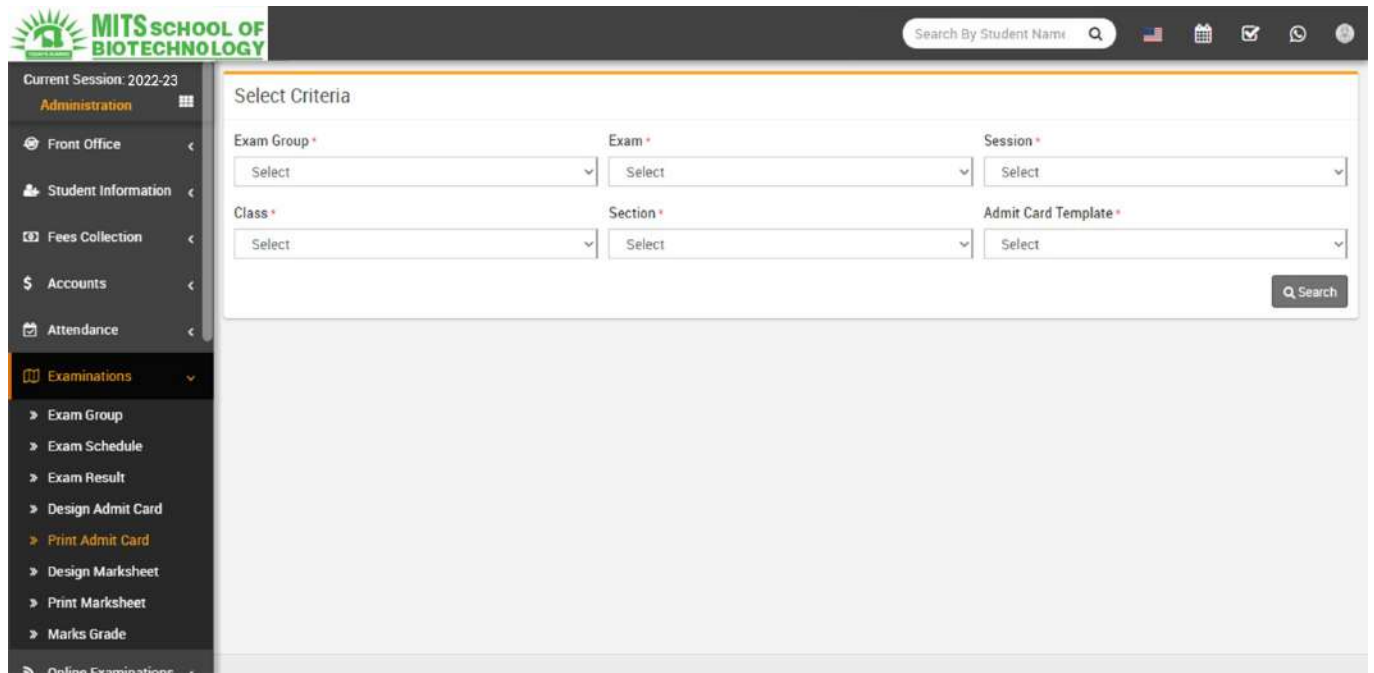 MITS SCHOOL OF
BIOTECHNOLOGY
Search By Student Name
Current Session: 2022-23
Administration
Front Office
Student Information
Fees Collection
$ Accounts
Attendance
Examinations
Exam Group
Exam Schedule
Exam Result
Design Admit Card
Print Admit Card
Design Marksheet
Print Marksheet
Marks Grade
Online Examinations
Select Criteria
Exam Group * Exam * Session *
Select Select Select
Class * Section * Admit Card Template *
Select Select Select
Search